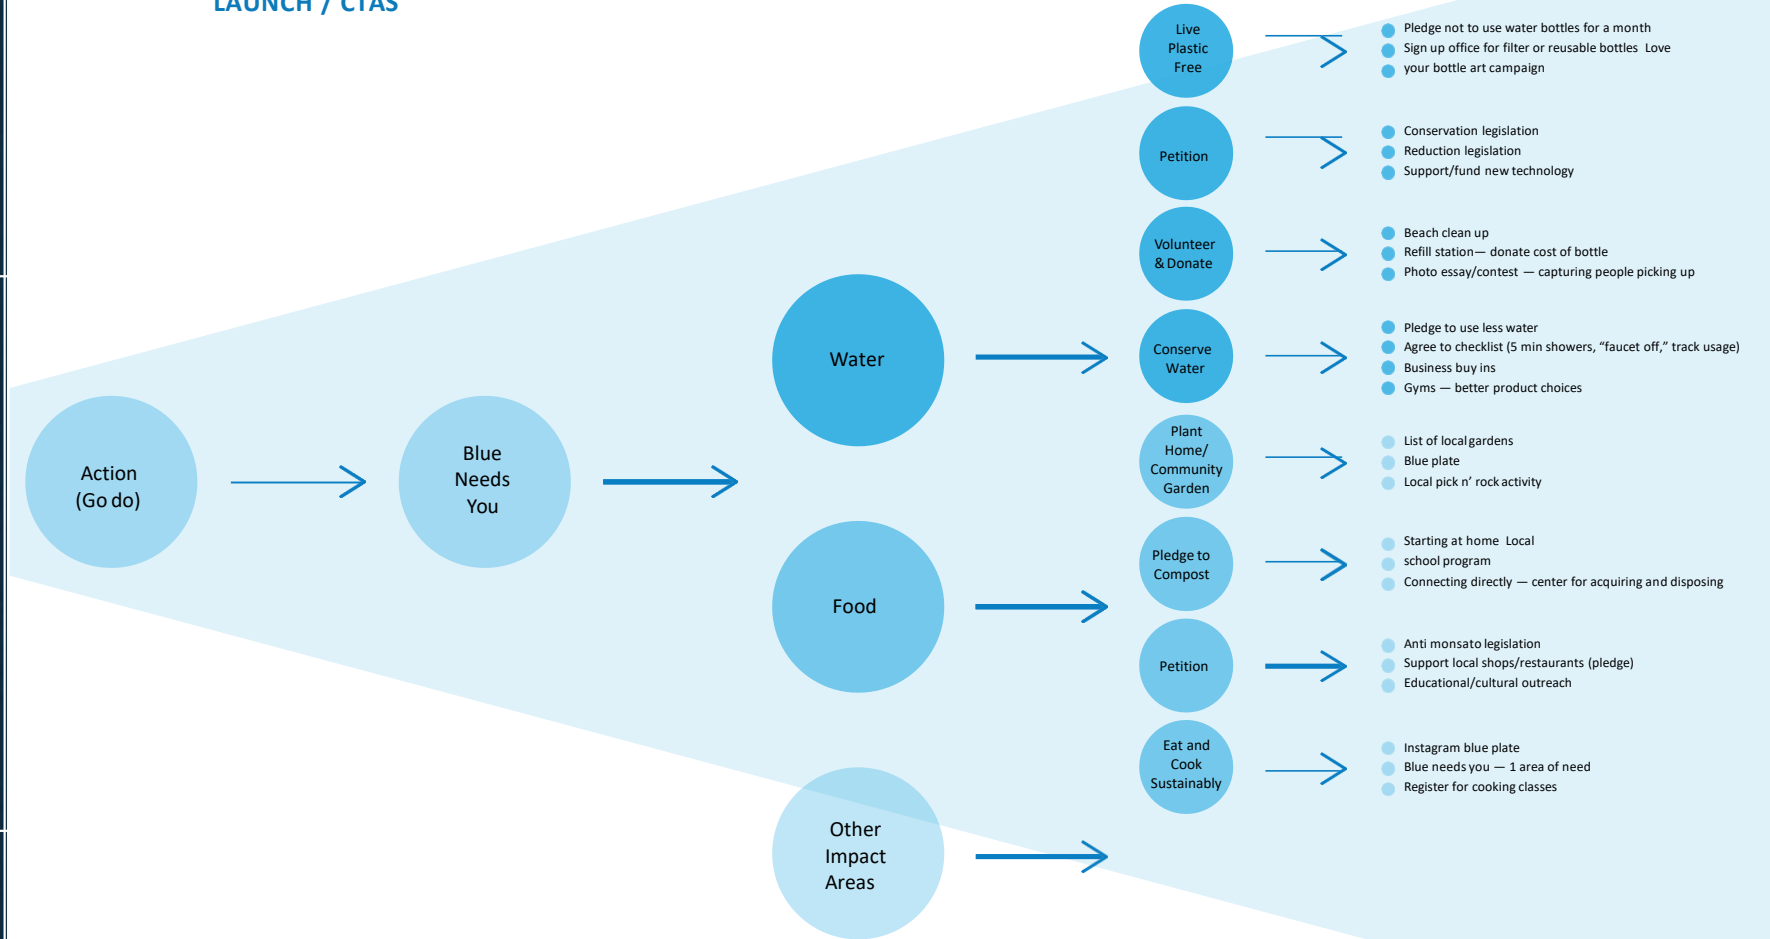 LAUNCH / CTAS
Action
(Go do)
Blue
Needs
You
Water
Food
Other
Impact
Areas
Live
Plastic
Free
Pledge not to use water bottles for a month
Sign up office for filter or reusable bottles Love
your bottle art campaign
Petition
Conservation legislation
Reduction legislation
Support/fund new technology
Volunteer
& Donate
Beach clean up
Refill station— donate cost of bottle
Photo essay/contest — capturing people picking up
Conserve
Water
Pledge to use less water
Agree to checklist (5 min showers, “faucet off,” track usage)
Business buy ins
Gyms — better product choices
Plant
Home/
Community
Garden
List of local gardens
Blue plate
Local pick n’ rock activity
Pledge to
Compost
Starting at home Local
school program
Connecting directly — center for acquiring and disposing
Petition
Anti monsato legislation
Support local shops/restaurants (pledge)
Educational/cultural outreach
Eat and
Cook
Sustainably
Instagram blue plate
Blue needs you — 1 area of need
Register for cooking classes